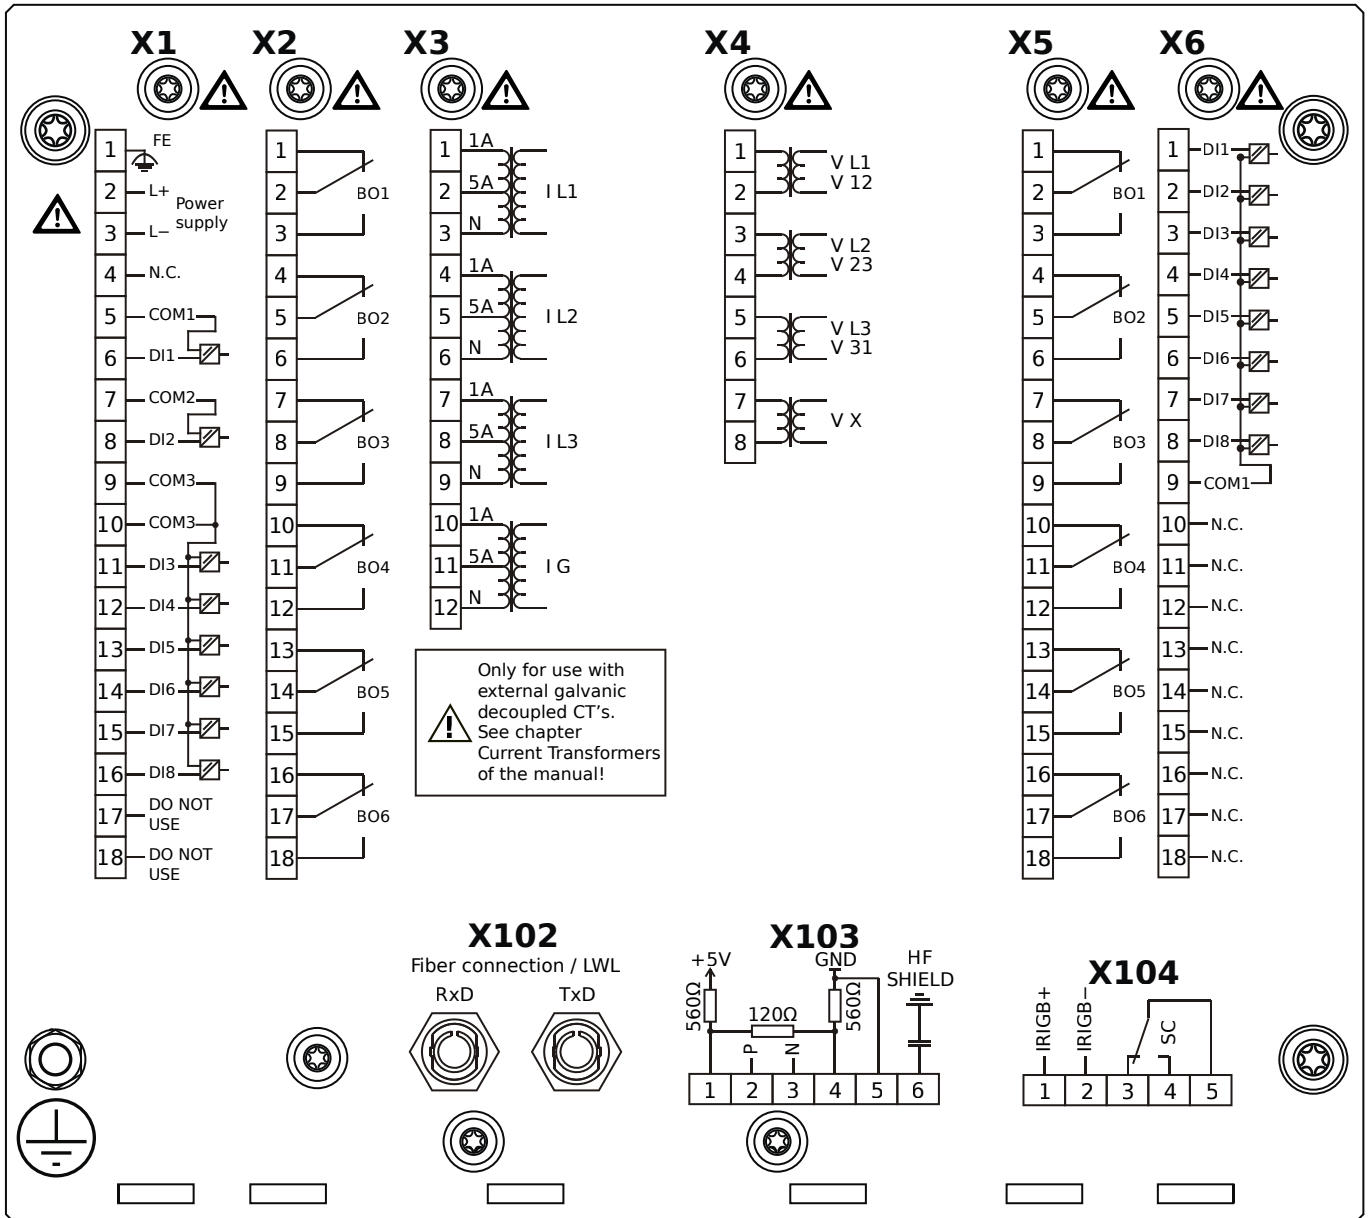 X1 X2 X3 X4 X5 X6
1 FE
2 L+
Power
supply
3 L−
4 N.C.
5 COM1
6 DI1
7 COM2
8 DI2
9 COM3
10 COM3
11 DI3
12 DI4
13 DI5
14 DI6
15 DI7
16 DI8
17 DO NOT
USE
18 DO NOT
USE
1
2 BO1
3
4
5 BO2
6
7
8 BO3
9
10
11 BO4
12
13
14 BO5
15
16
17 BO6
18
1 1A
2 5A I L1
3 N
4 1A
5 5A I L2
6 N
7 1A
8 5A I L3
9 N
10 1A
11 5A I G
12 N
Only for use with
external galvanic
decoupled CT's.
See chapter
Current Transformers
of the manual!
1 V L1
2 V 12
3 V L2
4 V 23
5 V L3
6 V 31
7 V X
8
1
2 BO1
3
4
5 BO2
6
7
8 BO3
9
10
11 BO4
12
13
14 BO5
15
16
17 BO6
18
1 DI1
2 DI2
3 DI3
4 DI4
5 DI5
6 DI6
7 DI7
8 DI8
9 COM1
10 N.C.
11 N.C.
12 N.C.
13 N.C.
14 N.C.
15 N.C.
16 N.C.
17 N.C.
18 N.C.
X102
Fiber connection / LWL
RxD TxD
X103
+5V GND HF
SHIELD
560Ω 120Ω 560Ω
P N
1 2 3 4 5 6
X104
IRIGB+ IRIGB− SC
1 2 3 4 5